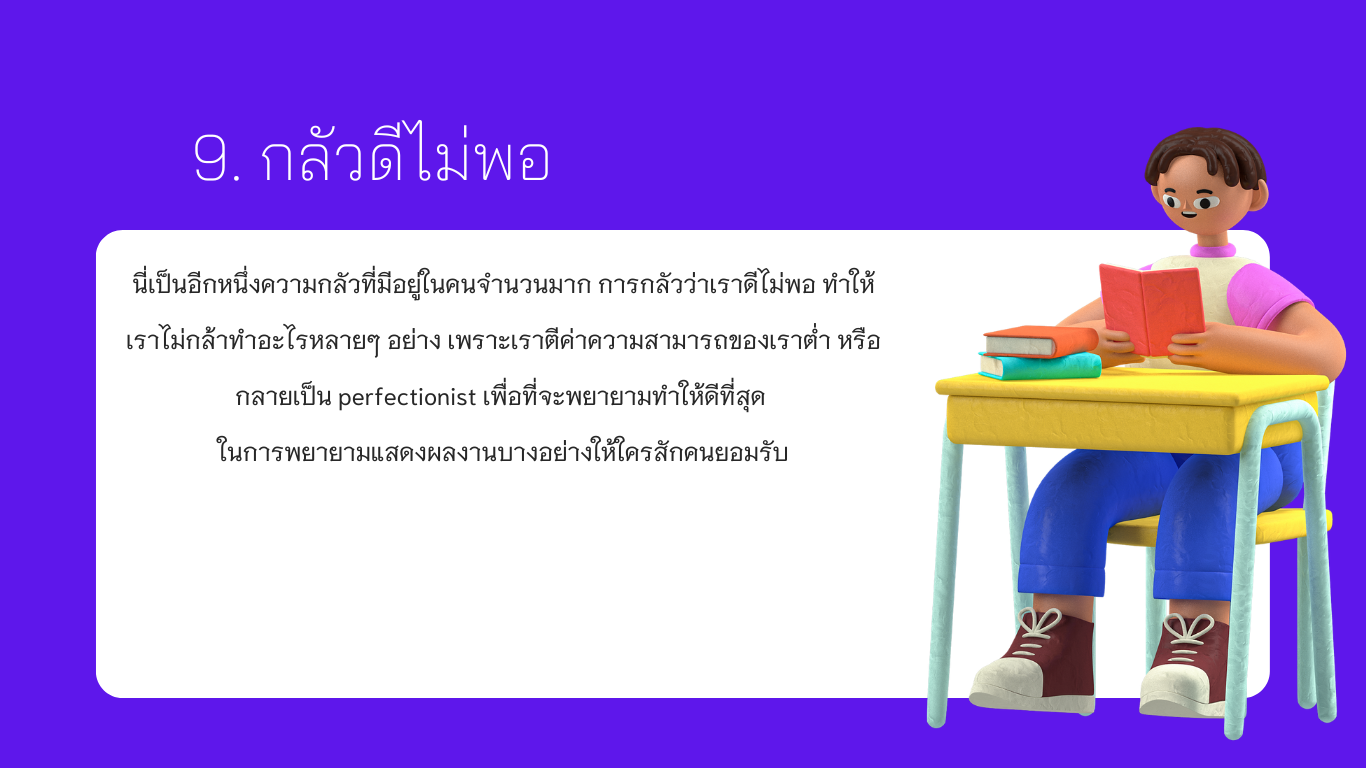 9. กลัวดีไม่พอ
นี่เป็นอีกหนึ่งความกลัวที่มีอยู่ในคนจำนวนมาก การกลัวว่าเราดีไม่พอ ทำให้
เราไม่กล้าทำอะไรหลายๆ อย่าง เพราะเราตีค่าความสามารถของเราต่ำ หรือ
กลายเป็น perfectionist เพื่อที่จะพยายามทำให้ดีที่สุด
ในการพยายามแสดงผลงานบางอย่างให้ใครสักคนยอมรับ